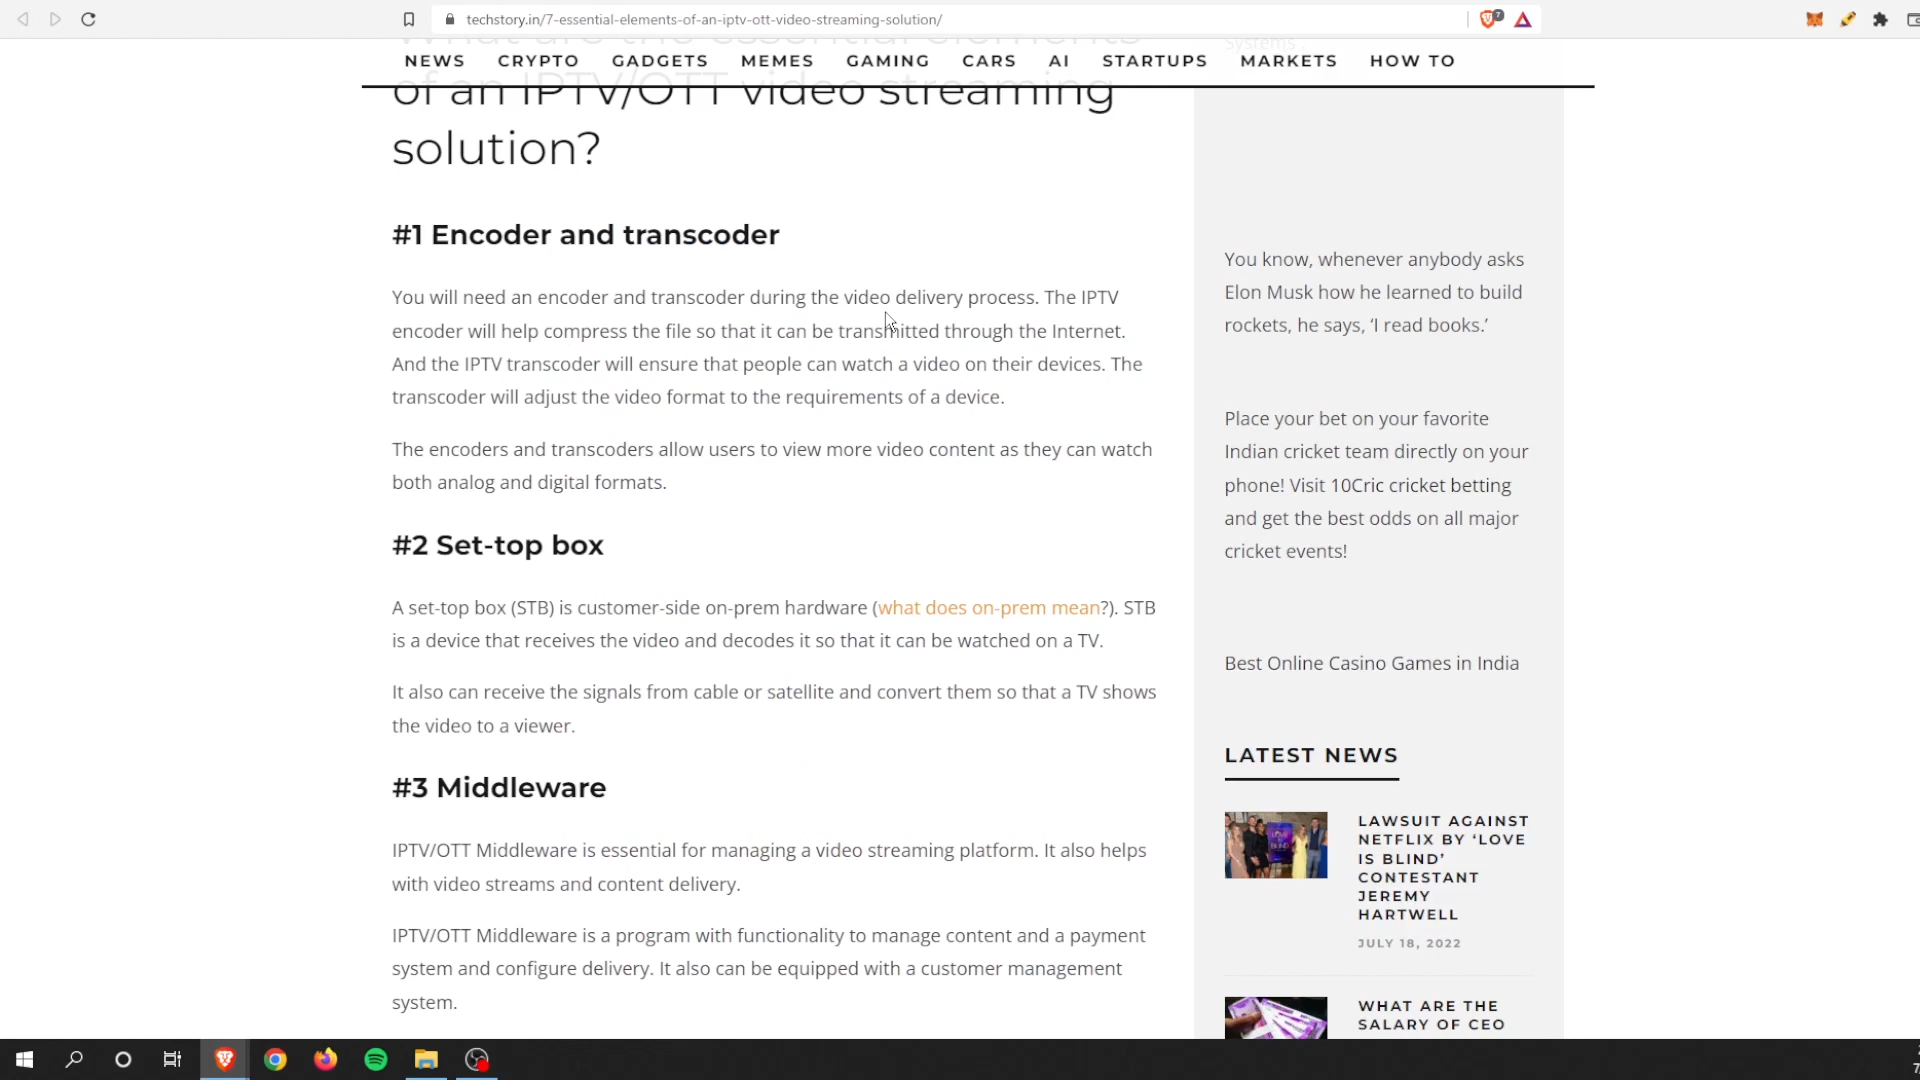 techstory.in/7-essential-elements-of-an-iptv-ott-video-streaming-solution/
7
NEWS CRYPTO GADGETS MEMES GAMING CARS AI STARTUPS MARKETS HOW TO
What are the essential elements
of an IPTV/OTT video streaming
solution?
#1 Encoder and transcoder
You will need an encoder and transcoder during the video delivery process. The IPTV
encoder will help compress the file so that it can be transmitted through the Internet.
And the IPTV transcoder will ensure that people can watch a video on their devices. The
transcoder will adjust the video format to the requirements of a device.
The encoders and transcoders allow users to view more video content as they can watch
both analog and digital formats.
#2 Set-top box
A set-top box (STB) is customer-side on-prem hardware (what does on-prem mean?). STB
is a device that receives the video and decodes it so that it can be watched on a TV.
It also can receive the signals from cable or satellite and convert them so that a TV shows
the video to a viewer.
#3 Middleware
IPTV/OTT Middleware is essential for managing a video streaming platform. It also helps
with video streams and content delivery.
IPTV/OTT Middleware is a program with functionality to manage content and a payment
system and configure delivery. It also can be equipped with a customer management
system.
Systems
You know, whenever anybody asks
Elon Musk how he learned to build
rockets, he says, ‘I read books.’
Place your bet on your favorite
Indian cricket team directly on your
phone! Visit 10Cric cricket betting
and get the best odds on all major
cricket events!
Best Online Casino Games in India
LATEST NEWS
LAWSUIT AGAINST
NETFLIX BY ‘LOVE
IS BLIND’
CONTESTANT
JEREMY
HARTWELL
JULY 18, 2022
WHAT ARE THE
SALARY OF CEO